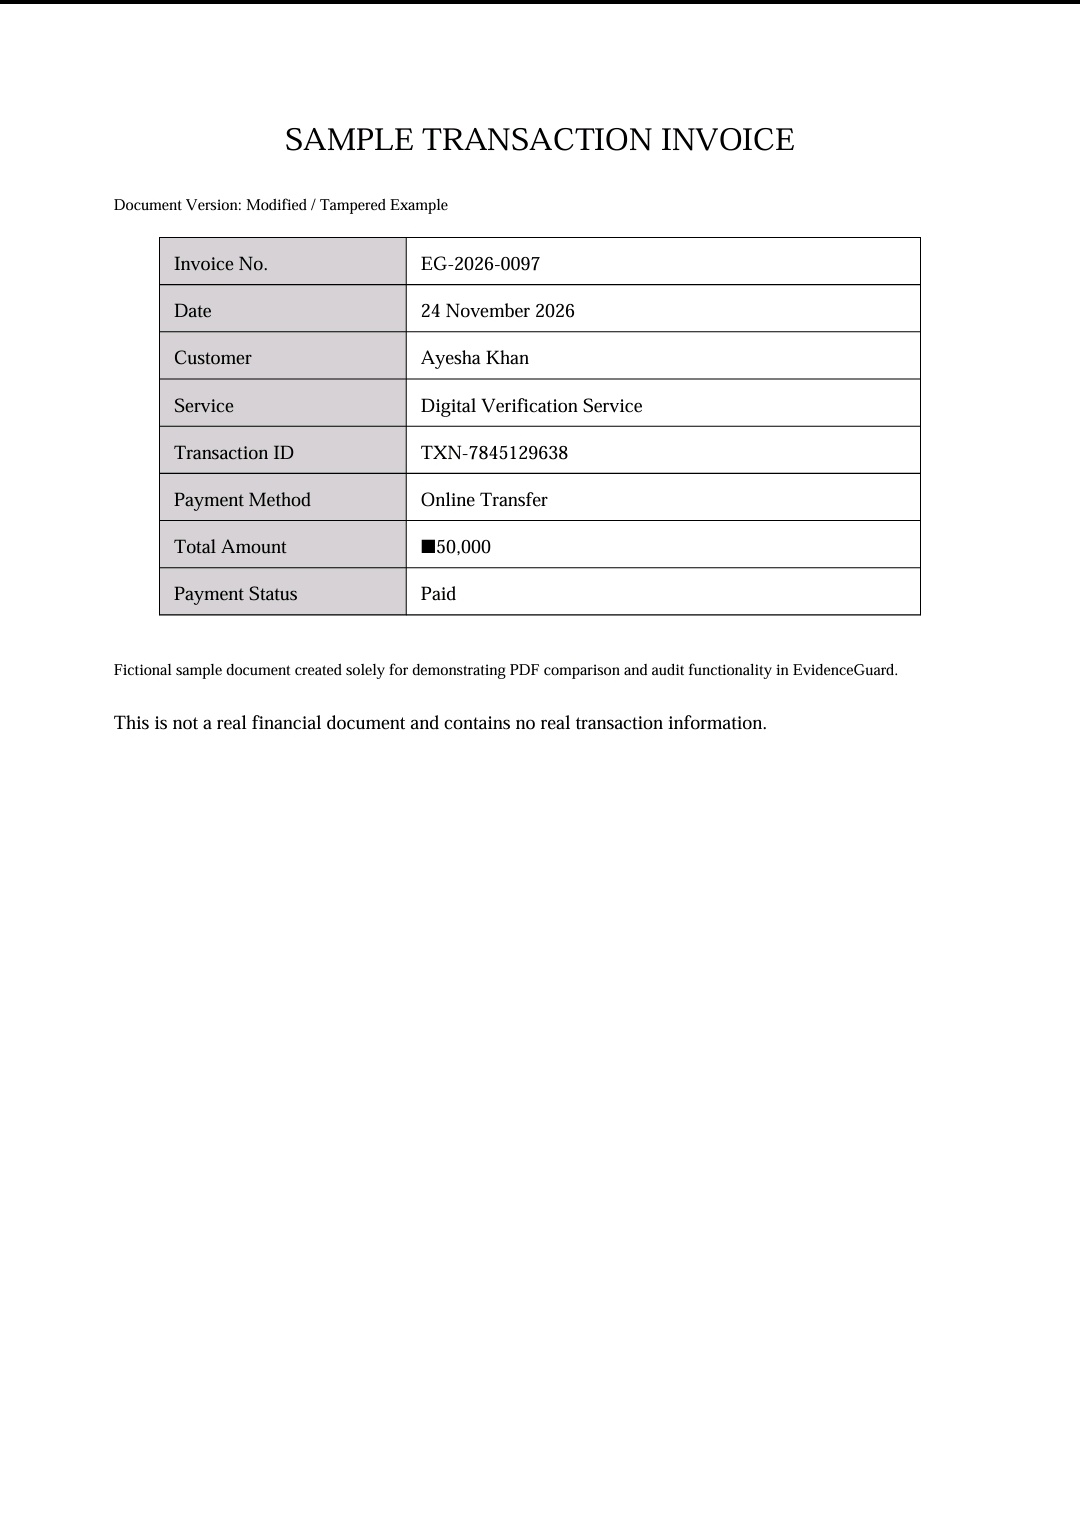 SAMPLE TRANSACTION INVOICE
Document Version: Modified / Tampered Example
Invoice No. EG-2026-0097
Date 24 November 2026
Customer Ayesha Khan
Service Digital Verification Service
Transaction ID TXN-7845129638
Payment Method Online Transfer
Total Amount ■50,000
Payment Status Paid
Fictional sample document created solely for demonstrating PDF comparison and audit functionality in EvidenceGuard.
This is not a real financial document and contains no real transaction information.